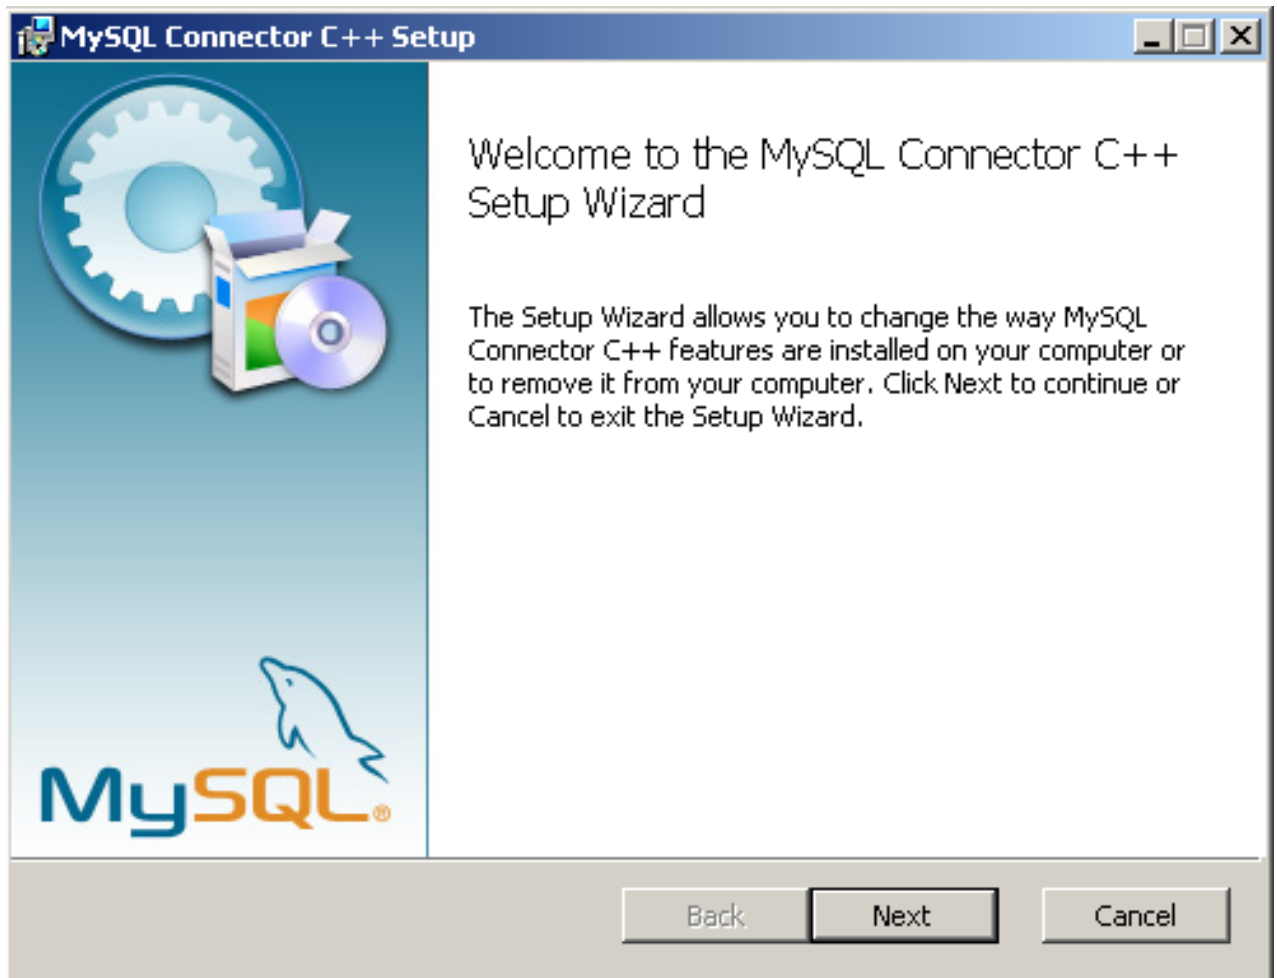 MySQL Connector C++ Setup
Welcome to the MySQL Connector C++
Setup Wizard
The Setup Wizard allows you to change the way MySQL
Connector C++ features are installed on your computer or
to remove it from your computer. Click Next to continue or
Cancel to exit the Setup Wizard.
MySQL®
Back Next Cancel